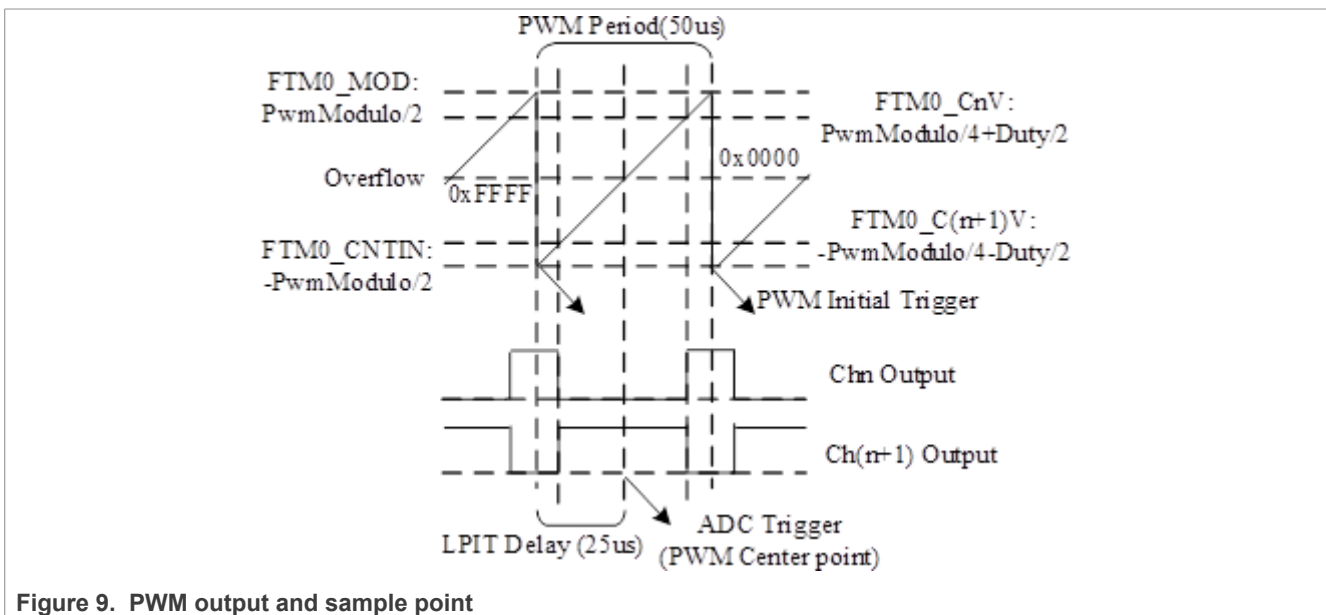 PWM Period(50us)
FTM0_MOD:
PwmModulo/2
FTM0_CnV:
PwmModulo/4+Duty/2
0x0000
Overflow
0xFFFF
FTM0_CNTIN:
-PwmModulo/2
FTM0_C(n+1)V:
-PwmModulo/4-Duty/2
PWM Initial Trigger
Chn Output
Ch(n+1) Output
LPIT Delay (25us)
ADC Trigger
(PWM Center point)
Figure 9. PWM output and sample point